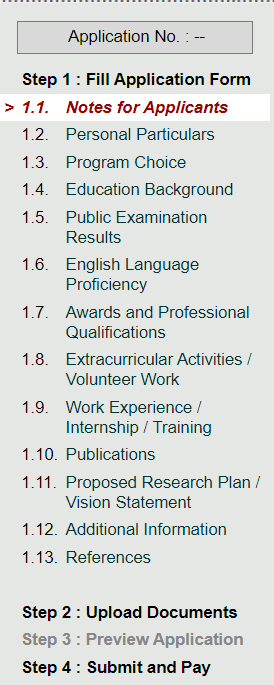 Application No. : --
Step 1 : Fill Application Form
> 1.1. Notes for Applicants
1.2. Personal Particulars
1.3. Program Choice
1.4. Education Background
1.5. Public Examination
Results
1.6. English Language
Proficiency
1.7. Awards and Professional
Qualifications
1.8. Extracurricular Activities /
Volunteer Work
1.9. Work Experience /
Internship / Training
1.10. Publications
1.11. Proposed Research Plan /
Vision Statement
1.12. Additional Information
1.13. References
Step 2 : Upload Documents
Step 3 : Preview Application
Step 4 : Submit and Pay